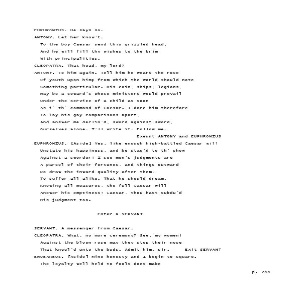 EUPHRONIUS. He says so.
ANTONY. Let her know't.
To the boy Caesar send this grizzled head,
And he will fill thy wishes to the brim
With principalities.
CLEOPATRA. That head, my lord?
ANTONY. To him again. Tell him he wears the rose
Of youth upon him; from which the world should note
Something particular. His coin, ships, legions,
May be a coward's whose ministers would prevail
Under the service of a child as soon
As i' th' command of Caesar. I dare him therefore
To lay his gay comparisons apart,
And answer me declin'd, sword against sword,
Ourselves alone. I'll write it. Follow me.
Exeunt ANTONY and EUPHRONIUS
Yes, like enough high-battled Caesar will
Unstate his happiness, and be stag'd to th' show
Against a sworder! I see men's judgments are
A parcel of their fortunes, and things outward
Do draw the inward quality after them,
To suffer all alike. That he should dream,
Knowing all measures, the full Caesar will
Answer his emptiness! Caesar, thou hast subdu'd
His judgment too.
Enter a SERVANT
SERVANT. A messenger from Caesar.
CLEOPATRA. What, no more ceremony? See, my women!
Against the blown rose may they stop their nose
That kneel'd unto the buds. Admit him, sir. Exit SERVANT
ENOBARBUS. [Aside] Mine honesty and I begin to square.
The loyalty well held to fools does make